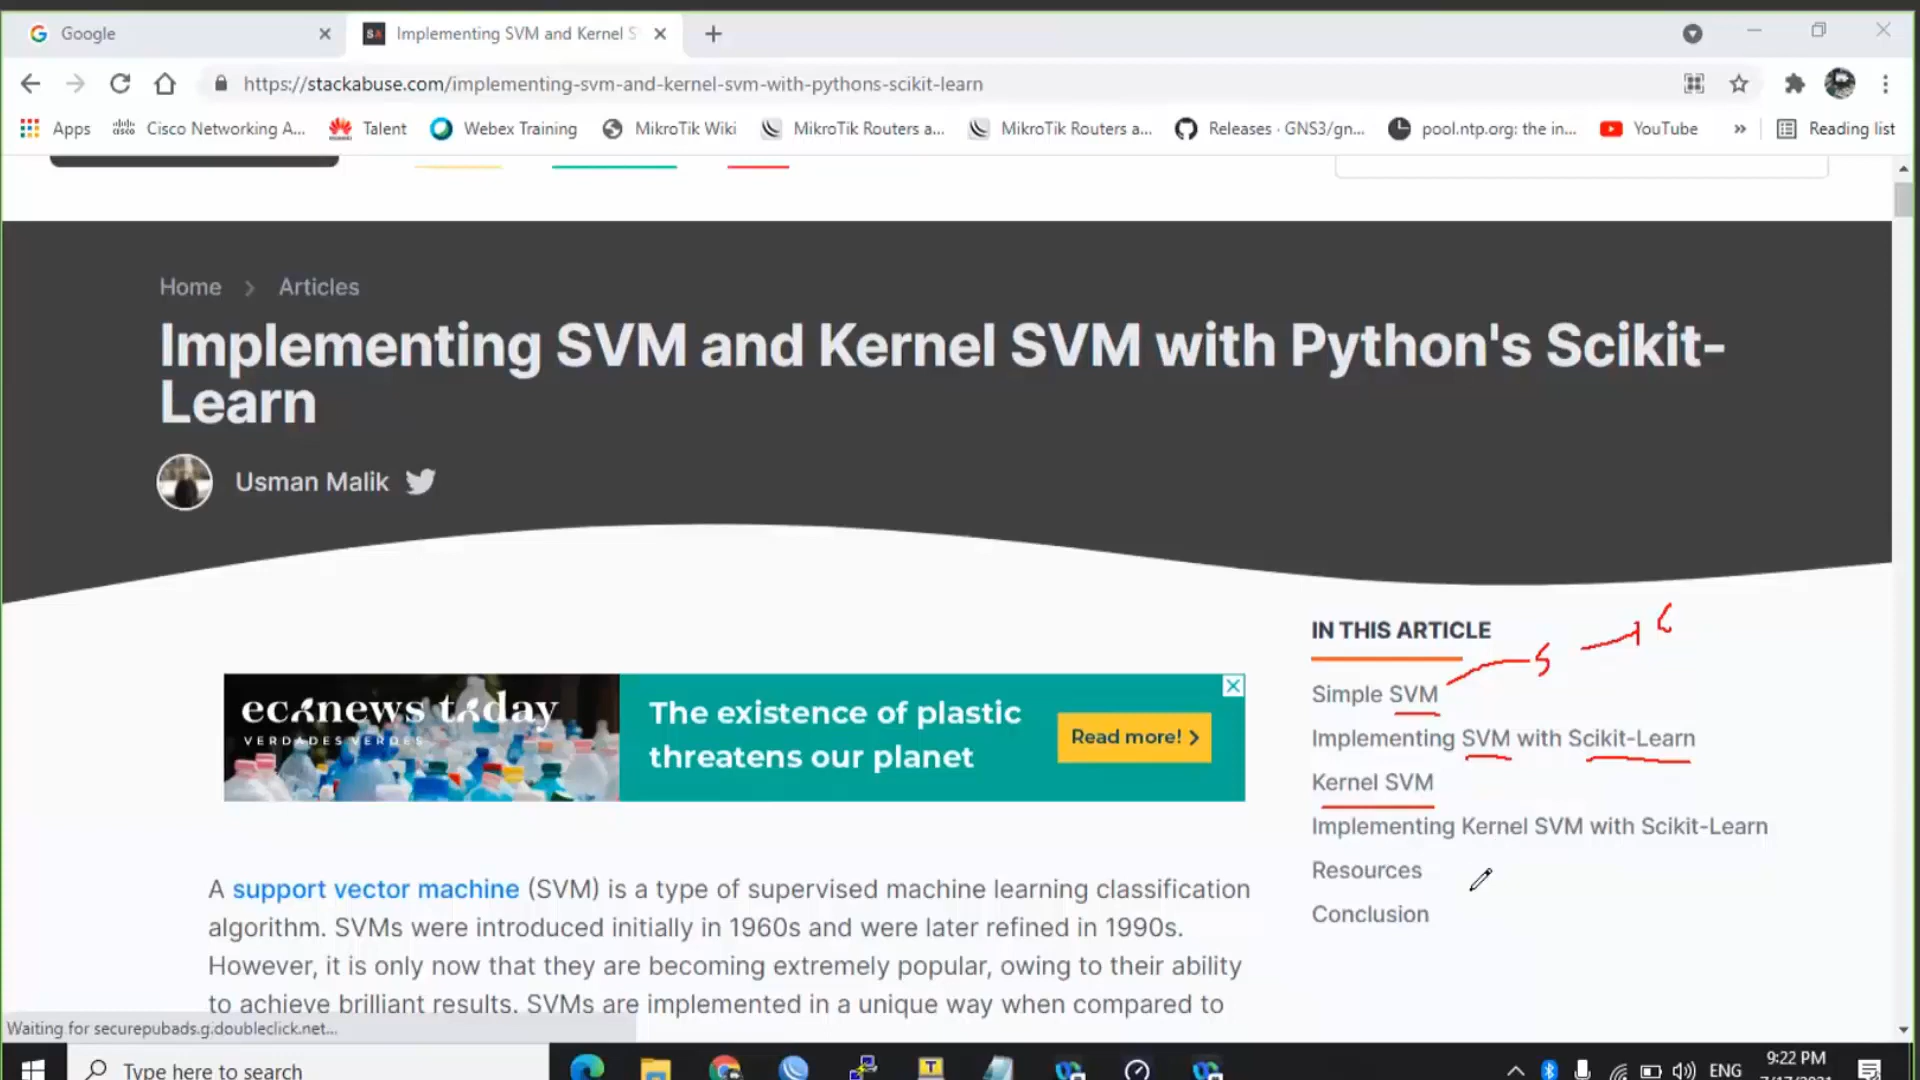 Google
Implementing SVM and Kernel S
https://stackabuse.com/implementing-svm-and-kernel-svm-with-pythons-scikit-learn
Apps
Cisco Networking A...
Talent
Webex Training
MikroTik Wiki
MikroTik Routers a...
MikroTik Routers a...
Releases · GNS3/gn...
pool.ntp.org: the in...
YouTube
»
Reading list
Home > Articles
Implementing SVM and Kernel SVM with Python's Scikit-
Learn
Usman Malik
IN THIS ARTICLE
Simple SVM
Implementing SVM with Scikit-Learn
Kernel SVM
Implementing Kernel SVM with Scikit-Learn
Resources
Conclusion
econews today
VERDADES VERDES
The existence of plastic
threatens our planet
Read more! >
A support vector machine (SVM) is a type of supervised machine learning classification
algorithm. SVMs were introduced initially in 1960s and were later refined in 1990s.
However, it is only now that they are becoming extremely popular, owing to their ability
to achieve brilliant results. SVMs are implemented in a unique way when compared to
Waiting for securepubads.g.doubleclick.net...
Type here to search
ENG
9:22 PM